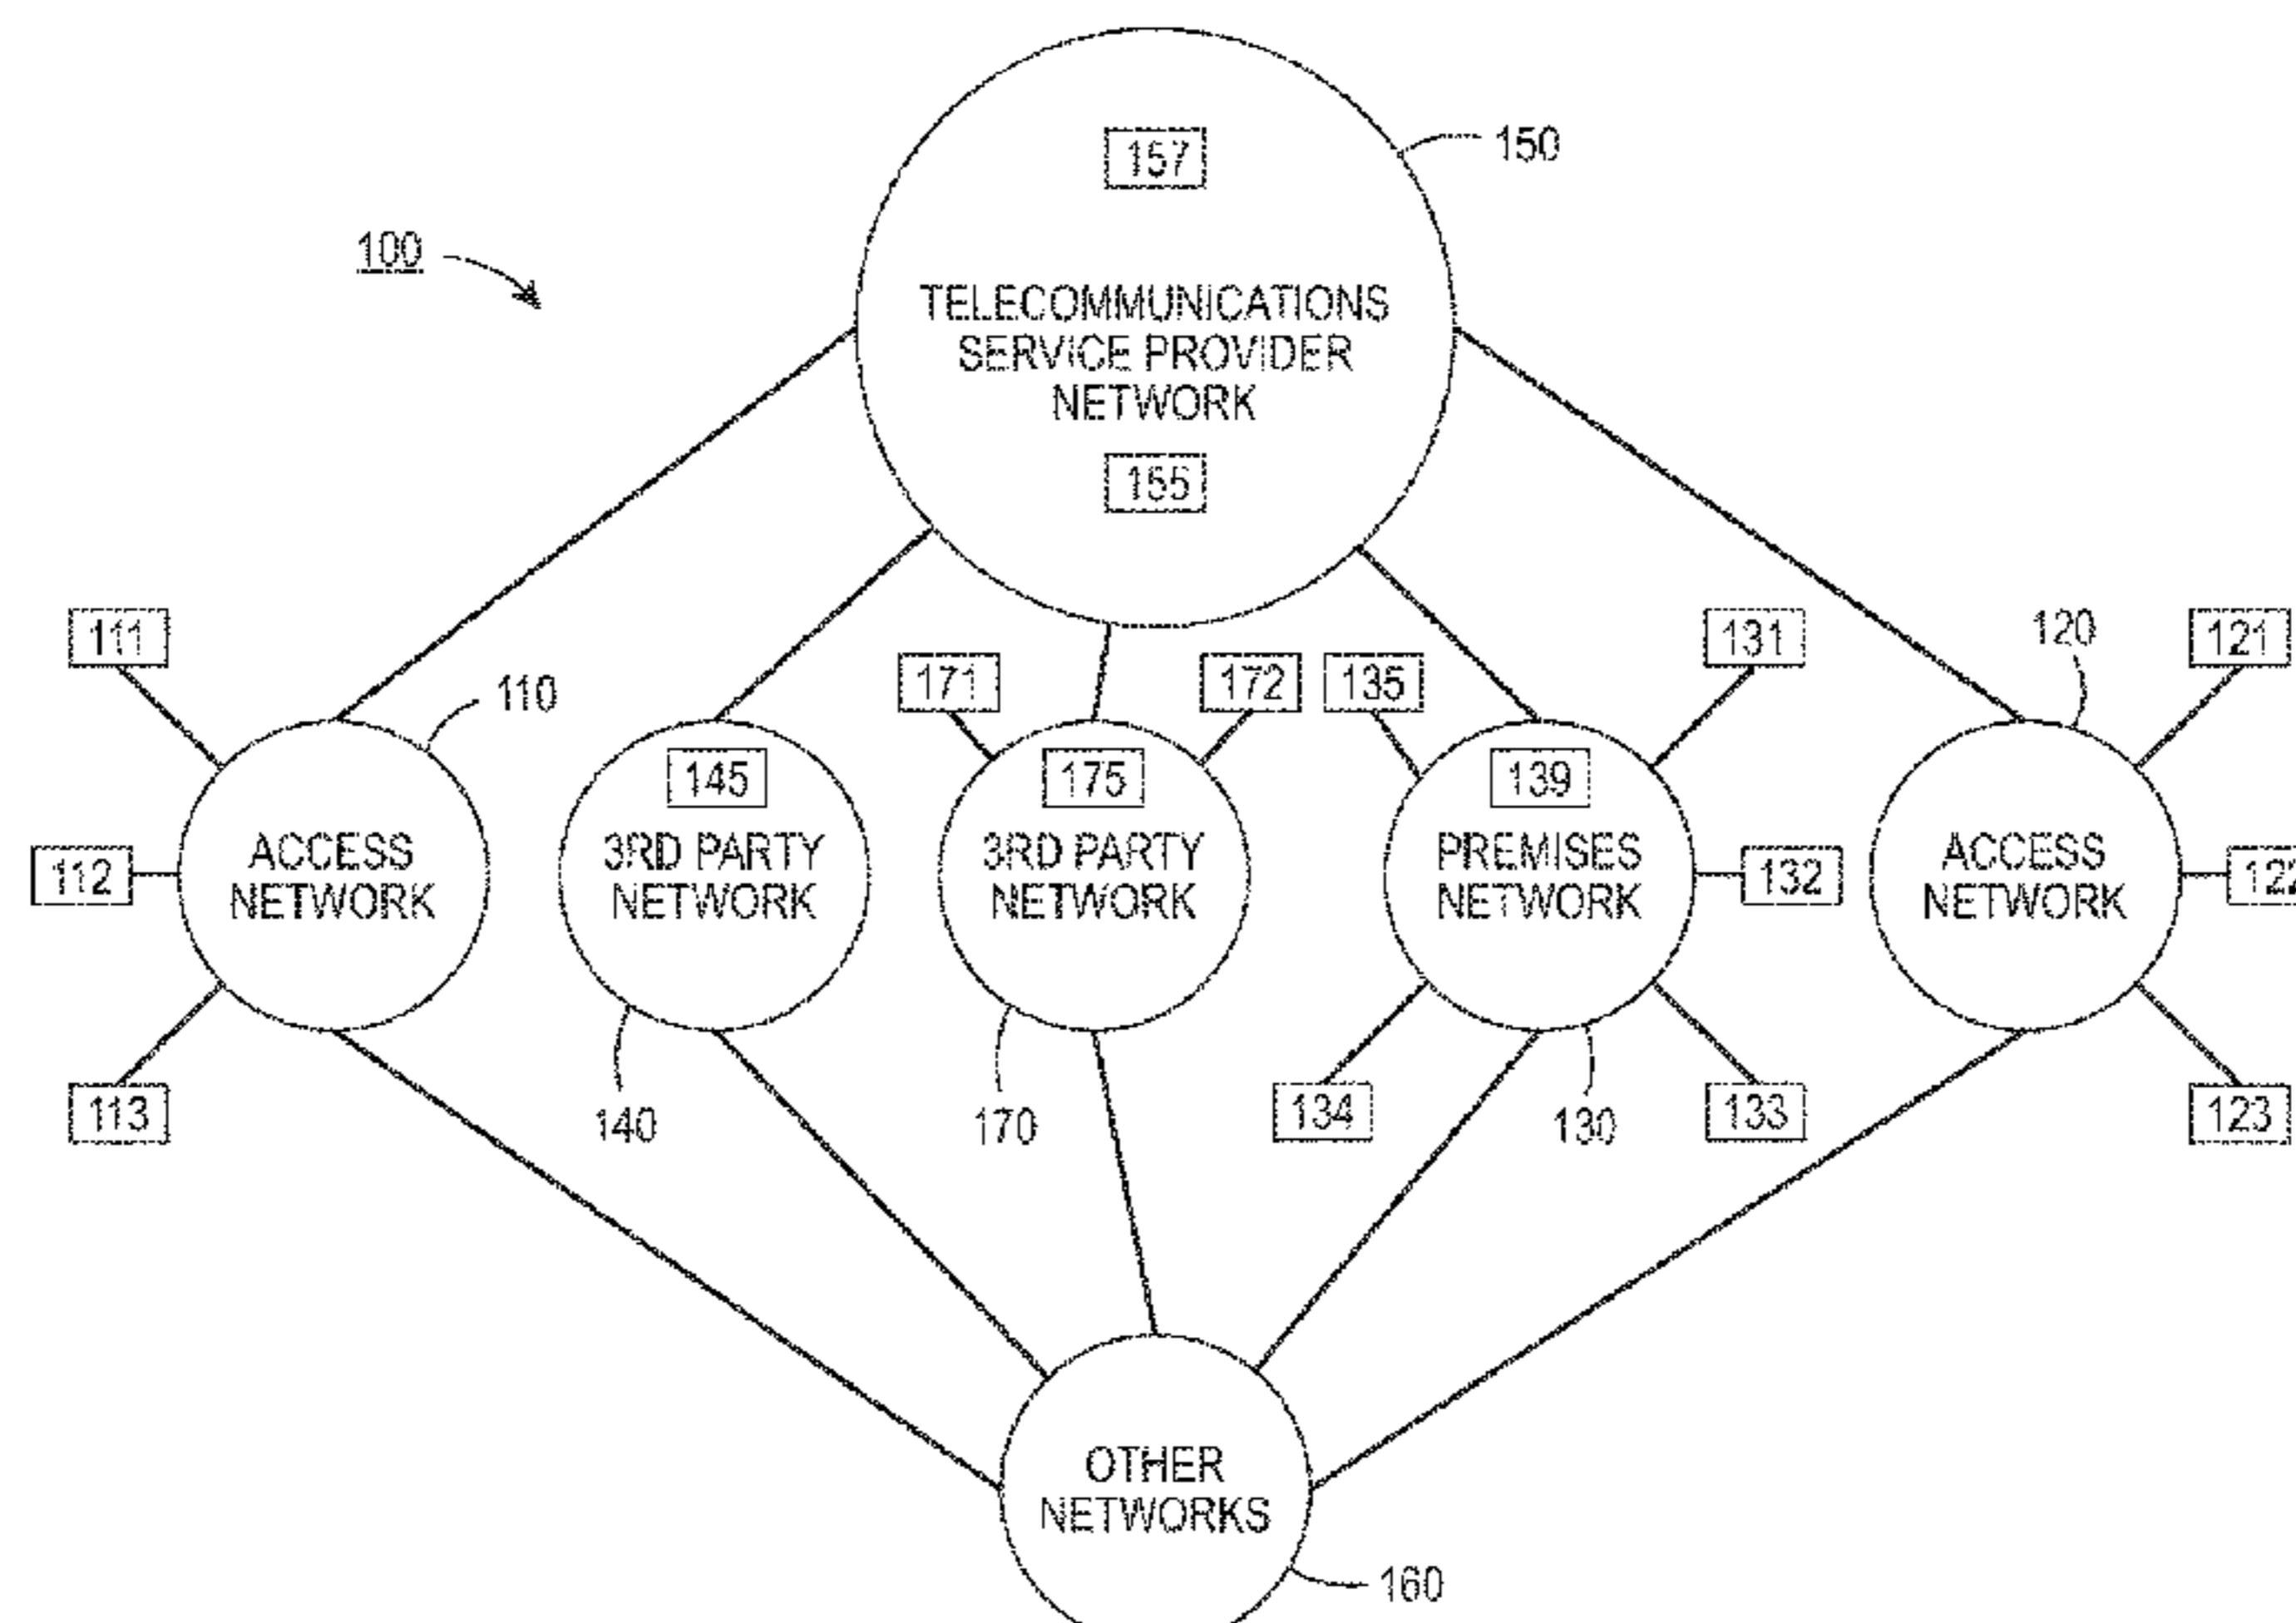 157
150
100
TELECOMMUNICATIONS
SERVICE PROVIDER
NETWORK
155
111
110
171
172
135
131
120
121
145
175
139
112
ACCESS
NETWORK
3RD PARTY
NETWORK
3RD PARTY
NETWORK
PREMISES
NETWORK
132
ACCESS
NETWORK
122
113
140
170
134
130
133
123
OTHER
NETWORKS
160